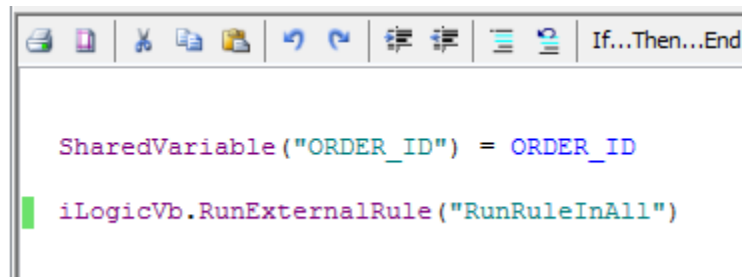 If...Then...End
SharedVariable("ORDER_ID") = ORDER_ID
iLogicVb.RunExternalRule("RunRuleInAll")